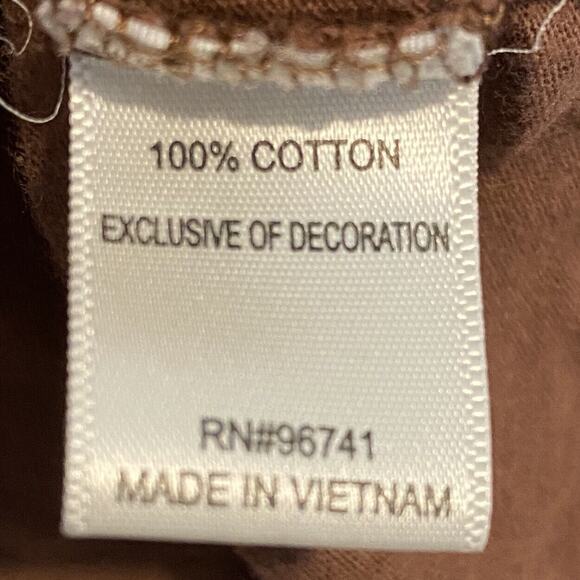 100% COTTON
EXCLUSIVE OF DECORATION
RN#96741
MADE IN VIETNAM